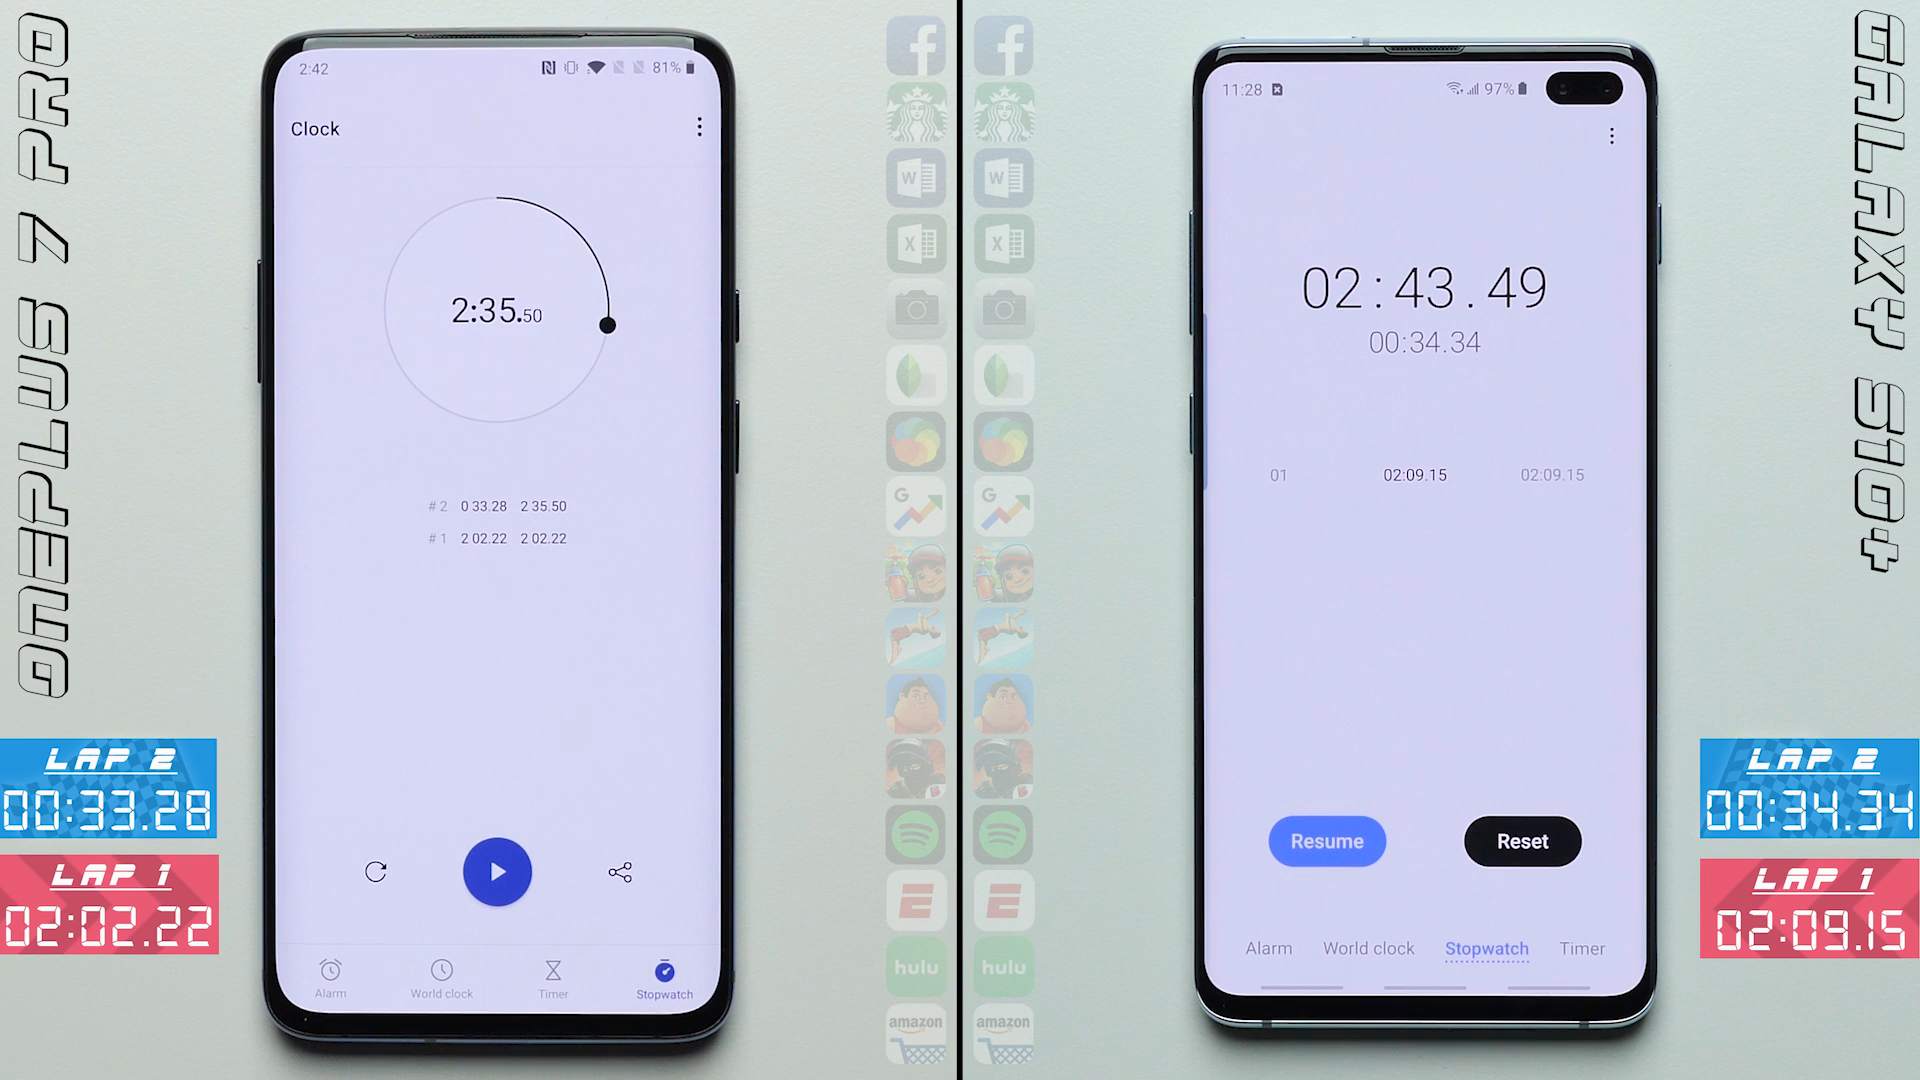 ONEPLUS 7 PRO
2:42
81%
Clock
2:35.50
# 2 0 33.28 2 35.50
# 1 2 02.22 2 02.22
Alarm
World clock
Timer
Stopwatch
LAP 2
00:33.28
LAP 1
02:02.22
W
X
G
E
hulu
amazon
W
X
G
E
hulu
amazon
11:28
97%
02:43.49
00:34.34
01 02:09.15 02:09.15
Resume
Reset
Alarm
World clock
Stopwatch
Timer
GALAXY S10+
LAP 2
00:34.34
LAP 1
02:09.15